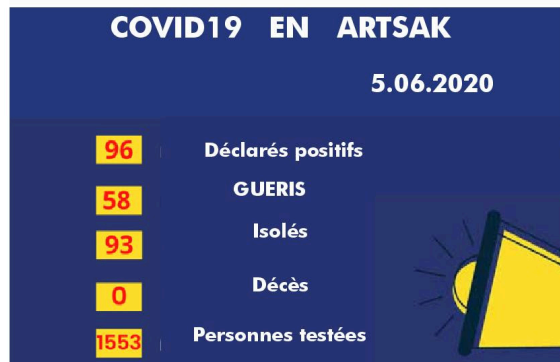 COVID19 EN ARTSAK
5.06.2020
96 Déclarés positifs
58 GUERIS
93 Isolés
0 Décès
1553 Personnes testées